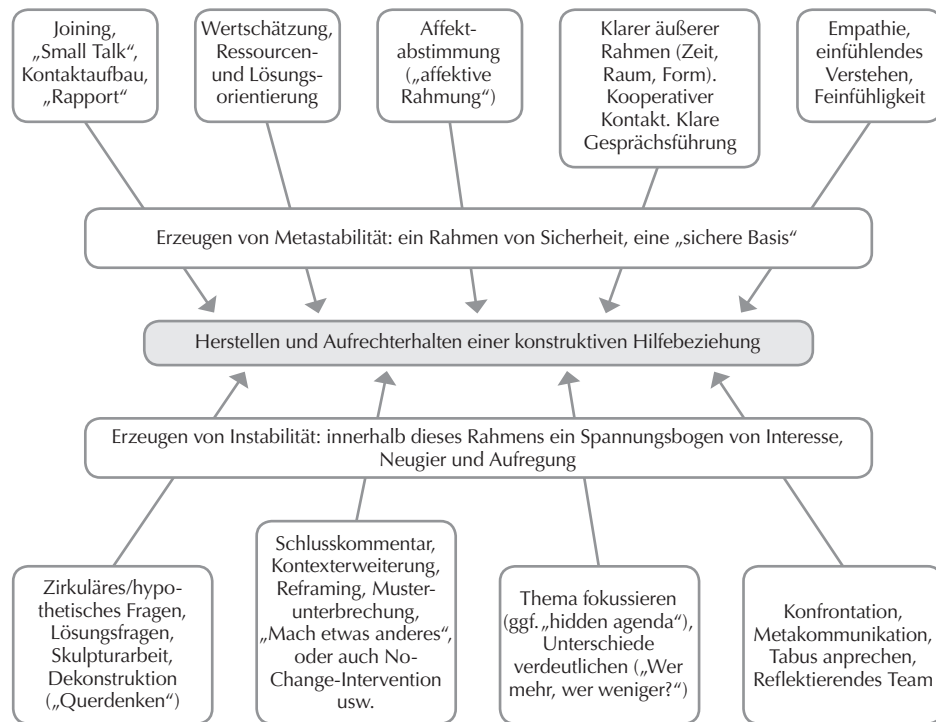 Joining,
„Small Talk“,
Kontaktaufbau,
„Rapport“
Wertschätzung,
Ressourcen-
und Lösungs-
orientierung
Affekt-
abstimmung
(„affektive
Rahmung“)
Klarer äußerer
Rahmen (Zeit,
Raum, Form).
Kooperativer
Kontakt. Klare
Gesprächsführung
Empathie,
einfühlendes
Verstehen,
Feinfühligkeit
Erzeugen von Metastabilität: ein Rahmen von Sicherheit, eine „sichere Basis“
Herstellen und Aufrechterhalten einer konstruktiven Hilfebeziehung
Erzeugen von Instabilität: innerhalb dieses Rahmens ein Spannungsbogen von Interesse,
Neugier und Aufregung
Zirkuläres/hypo-
thetisches Fragen,
Lösungsfragen,
Skulpturarbeit,
Dekonstruktion
(„Querdenken“)
Schlusskommentar,
Kontexterweiterung,
Reframing, Muster-
unterbrechung,
„Mach etwas anderes“,
oder auch No-
Change-Intervention
usw.
Thema fokussieren
(ggf. „hidden agenda“),
Unterschiede
verdeutlichen („Wer
mehr, wer weniger?“)
Konfrontation,
Metakommunikation,
Tabus anprechen,
Reflektierendes Team